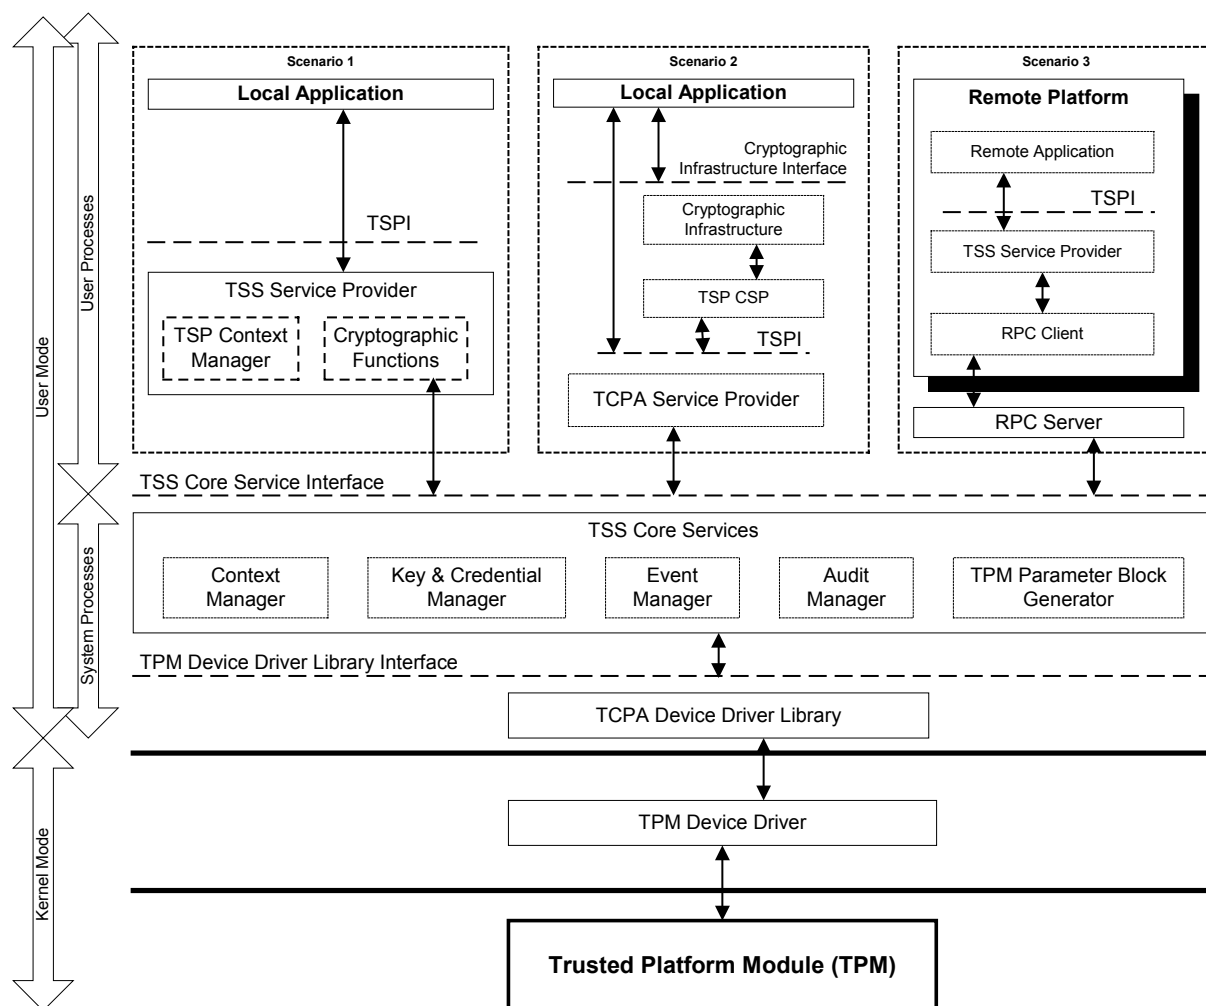 Scenario 1
Local Application
TSPI
TSS Service Provider
TSP Context
Manager
Cryptographic
Functions
Scenario 2
Local Application
Cryptographic
Infrastructure Interface
Cryptographic
Infrastructure
TSP CSP
TSPI
TCPA Service Provider
Scenario 3
Remote Platform
Remote Application
TSPI
TSS Service Provider
RPC Client
RPC Server
User Mode
User Processes
TSS Core Service Interface
TSS Core Services
Context
Manager
Key & Credential
Manager
Event
Manager
Audit
Manager
TPM Parameter Block
Generator
System Processes
TPM Device Driver Library Interface
TCPA Device Driver Library
Kernel Mode
TPM Device Driver
Trusted Platform Module (TPM)